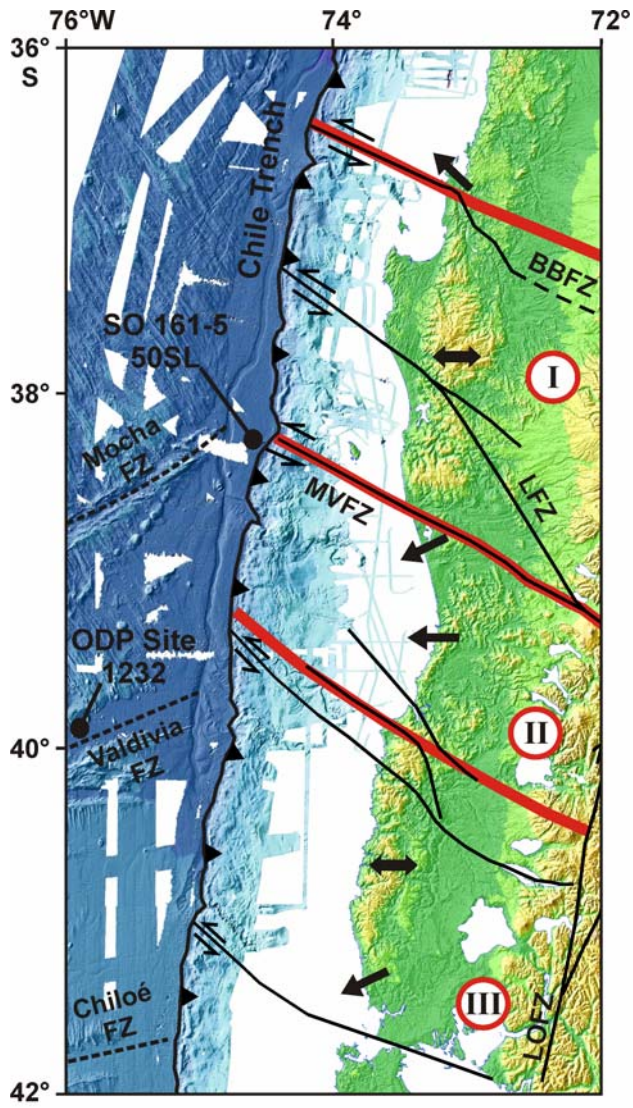 76°W
74°
72°
36°
S
Chile Trench
BBFZ
SO 161-5
50SL
I
38°
Mocha
FZ
MVFZ
LFZ
ODP Site
1232
II
Valdivia
FZ
40°
Chiloé
FZ
III
LOFZ
42°